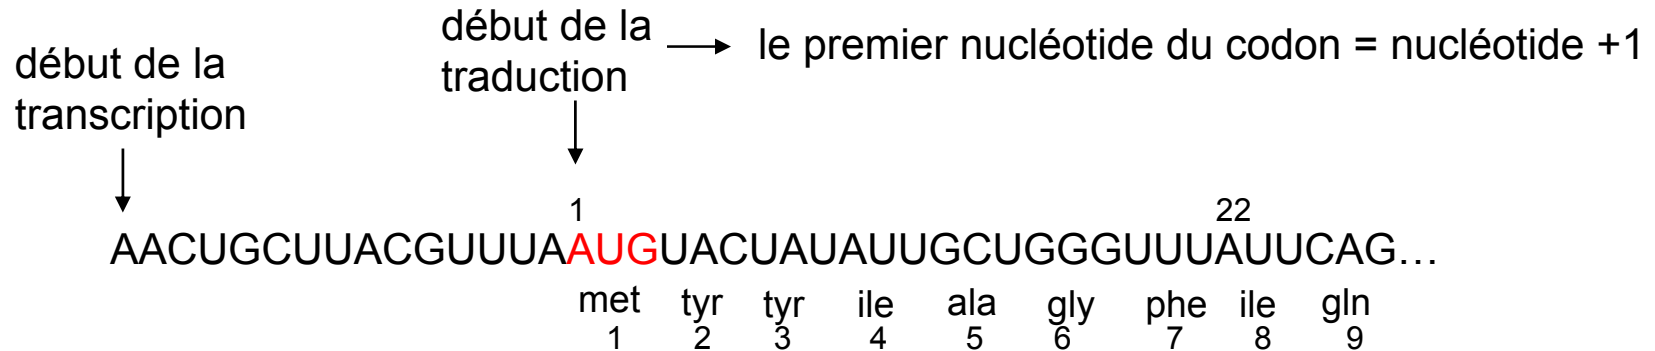 début de la
transcription
début de la
traduction
le premier nucléotide du codon = nucléotide +1
1 22
AACUGCUUACGUUUAAUGUACUAUAUUGCUGGGUUUAUUCAG…
met tyr tyr ile ala gly phe ile gln
1 2 3 4 5 6 7 8 9